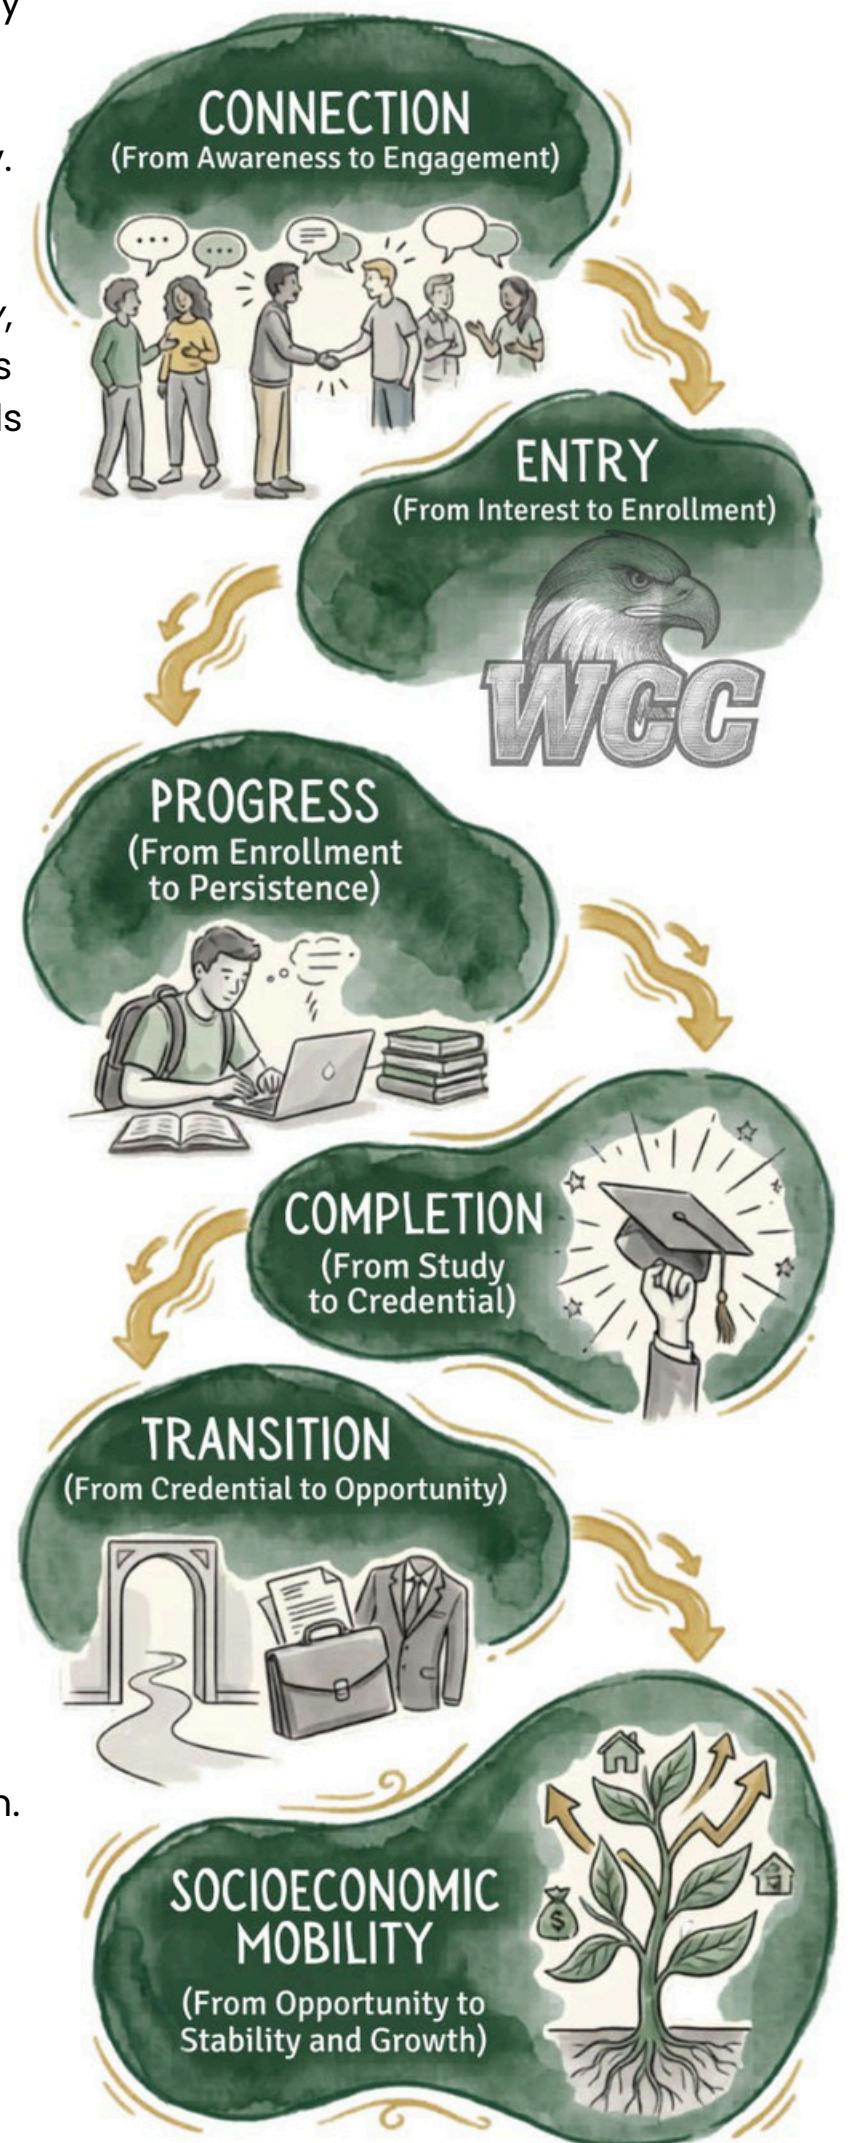 y
y.
y,
s
ls
CONNECTION
(From Awareness to Engagement)
ENTRY
(From Interest to Enrollment)
WCC
PROGRESS
(From Enrollment
to Persistence)
COMPLETION
(From Study
to Credential)
TRANSITION
(From Credential to Opportunity)
$
n.
SOCIOECONOMIC
MOBILITY
(From Opportunity to
Stability and Growth)